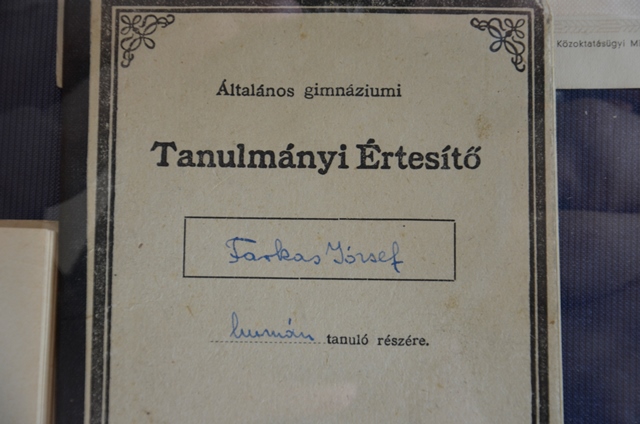 Általános gimnáziumi
Tanulmányi Értesítő
Farkas József
humán tanuló részére.
Közoktatásügyi